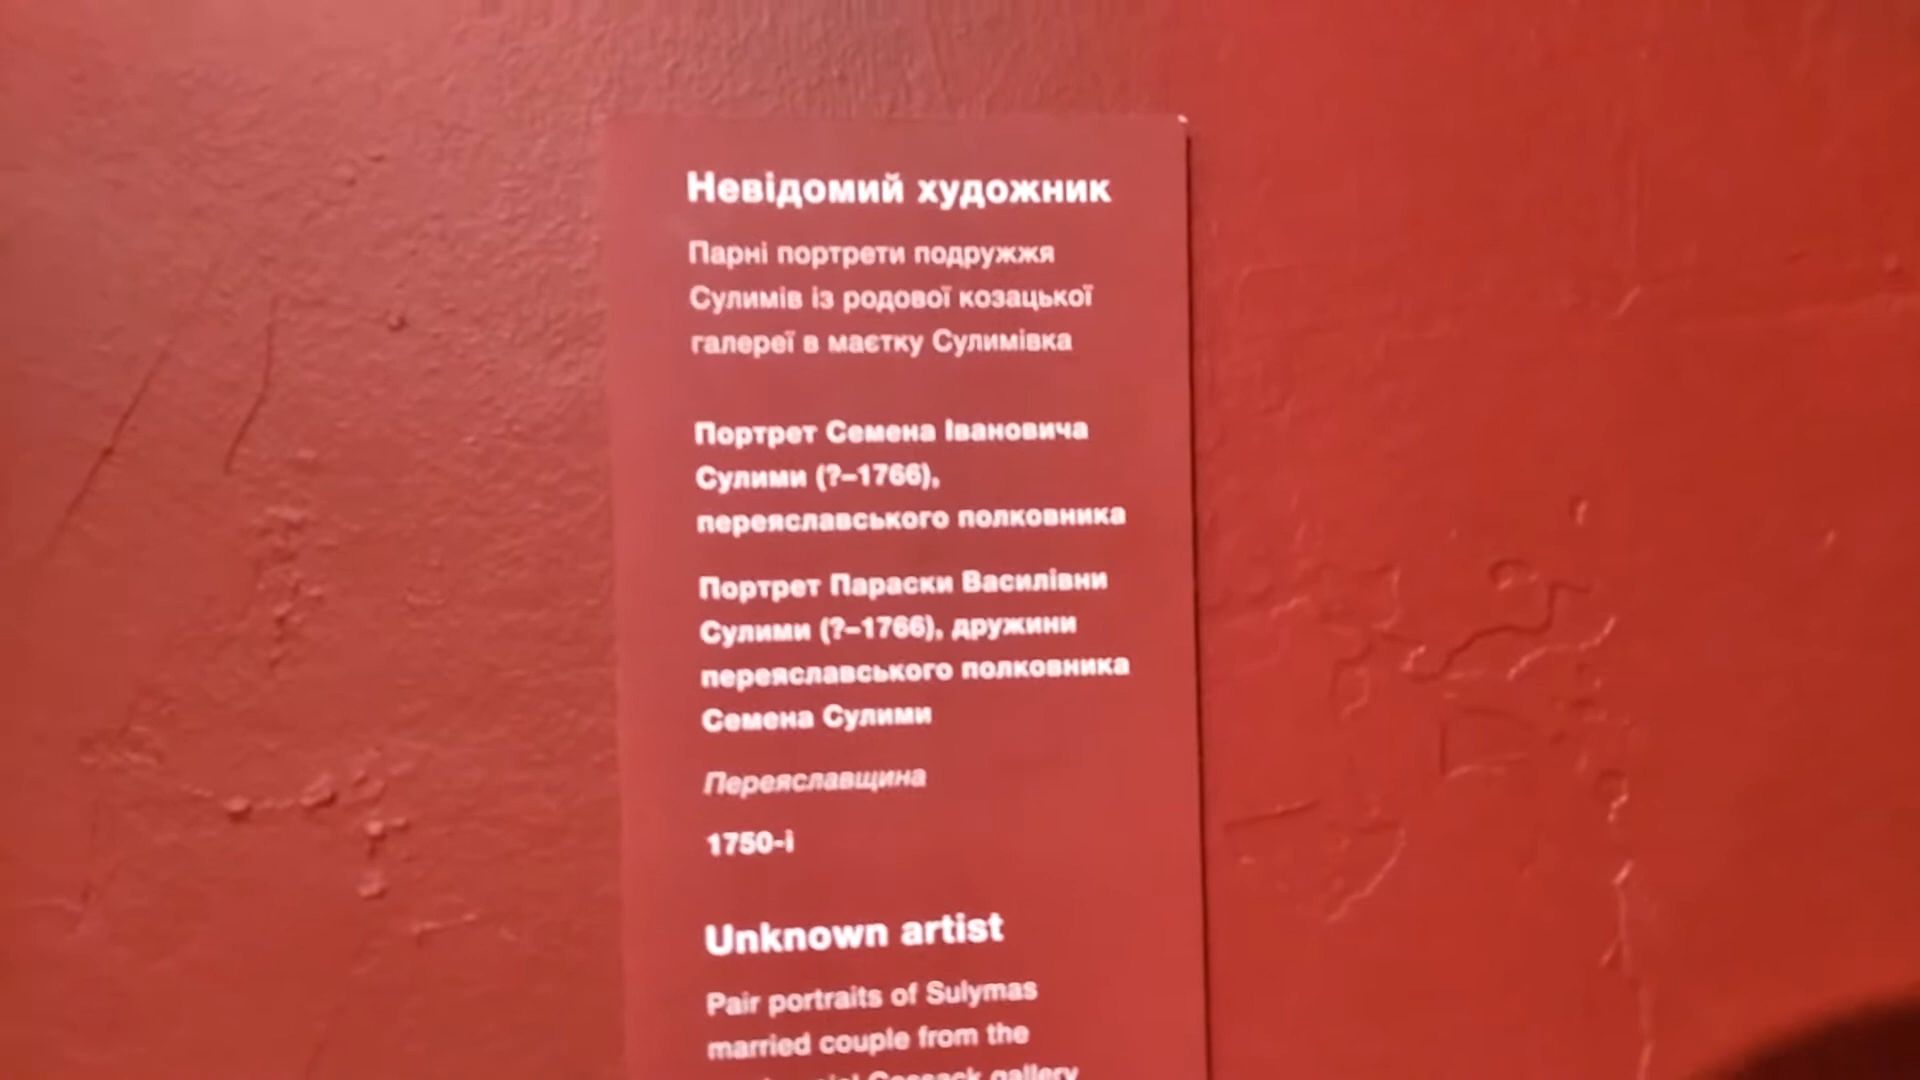 Невідомий художник
Парні портрети подружжя
Сулимів із родової козацької
галереї в маєтку Сулимівка
Портрет Семена Івановича
Сулими (?–1766),
переяславського полковника
Портрет Параски Василівни
Сулими (?–1766), дружини
переяславського полковника
Семена Сулими
Переяславщина
1750-і
Unknown artist
Pair portraits of Sulymas
married couple from the
Cossack gallery